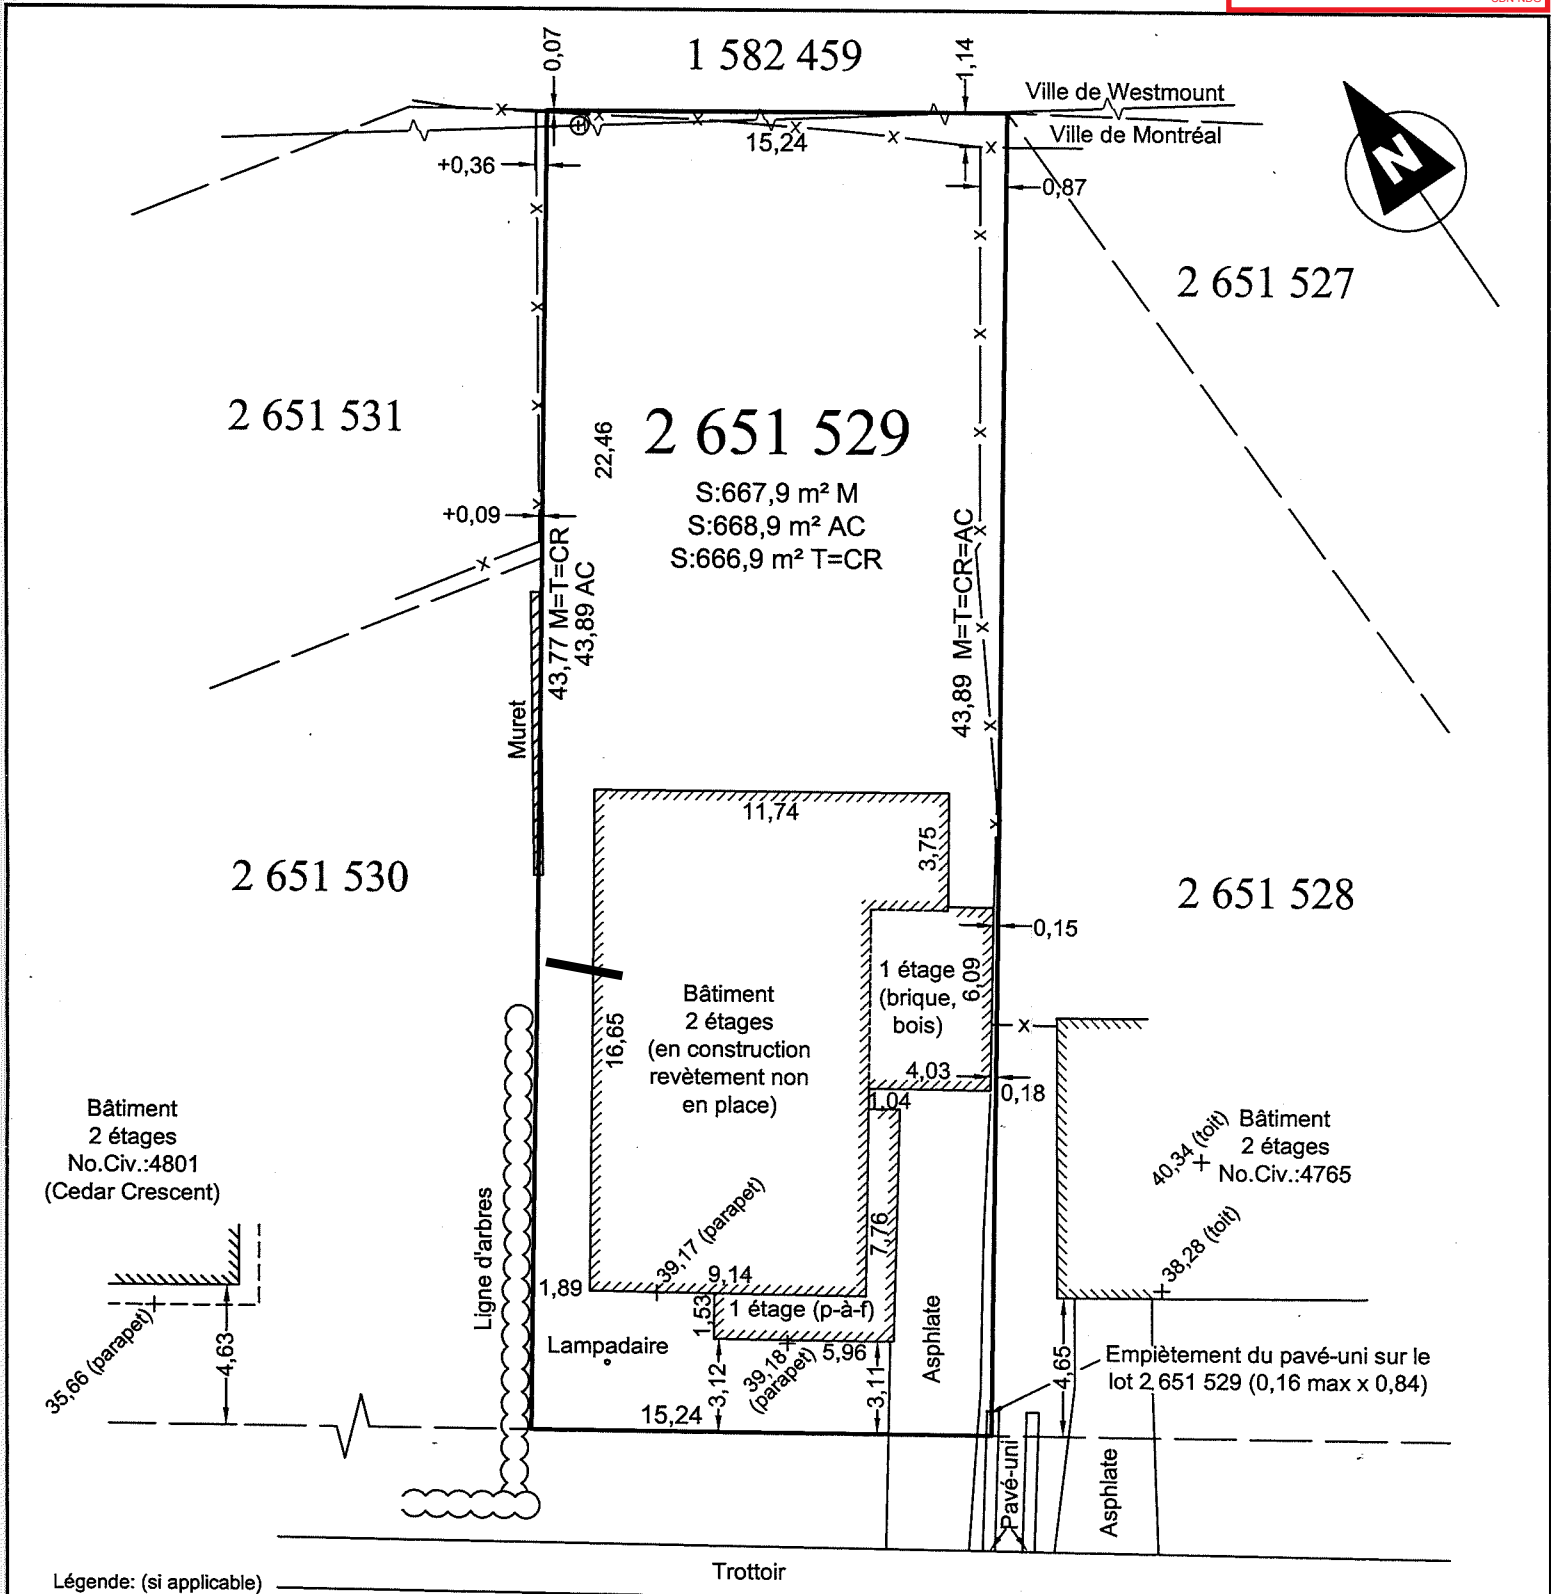 0,07
1 582 459
1,14
Ville de Westmount
Ville de Montréal
15,24
H
N
+0,36
0,87
2 651 527
2 651 531
2 651 529
22,46
S:667,9 m² M
S:668,9 m² AC
S:666,9 m² T=CR
+0,09
43,77 M=T=CR
43,89 AC
43,89 M=T=CR=AC
Muret
11,74
3,75
2 651 530
2 651 528
0,15
1 étage
(brique,
bois)
6,09
Bâtiment
2 étages
(en construction
revètement non
en place)
16,65
4,03
0,18
1,04
Bâtiment
2 étages
No.Civ.:4801
(Cedar Crescent)
40,34 (toit)
Bâtiment
2 étages
No.Civ.:4765
Ligne d'arbres
39,17 (parapet)
7,76
38,28 (toit)
1,89
9,14
1,53
1 étage (p-à-f)
35,66 (parapet)
4,63
Lampadaire
3,12
39,18
(parapet)
5,96
3,11
Asphlate
4,65
Empiètement du pavé-uni sur le
lot 2 651 529 (0,16 max x 0,84)
15,24
Pavé-uni
Asphlate
Trottoir
Légende: (si applicable)